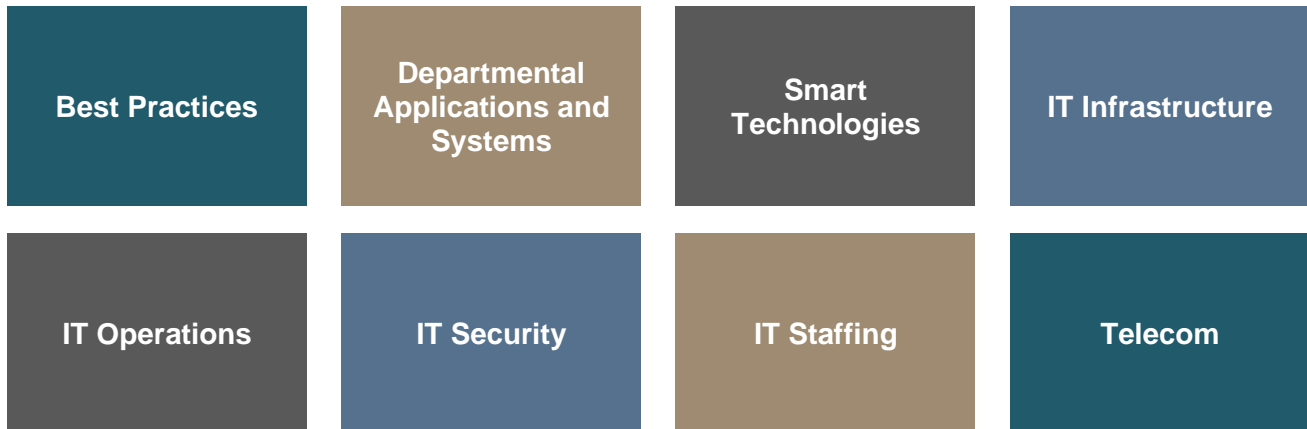 Best Practices
Departmental
Applications and
Systems
Smart
Technologies
IT Infrastructure
IT Operations
IT Security
IT Staffing
Telecom